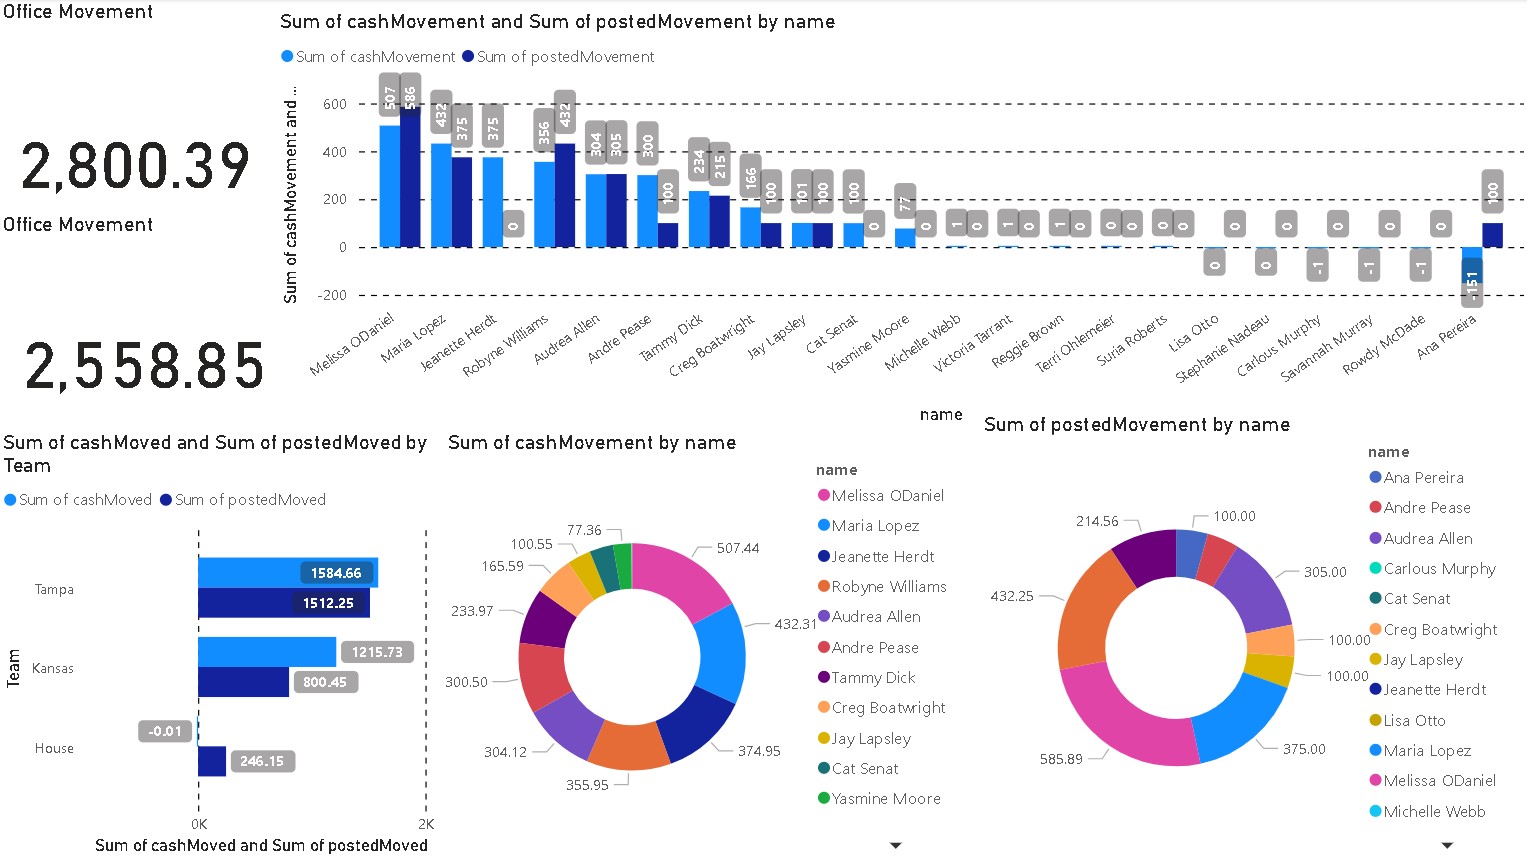 Office Movement
2,800.39
Office Movement
2,558.85
Sum of cashMovement and Sum of postedMovement by name
Sum of cashMovement Sum of postedMovement
Sum of cashMovement and ...
600
400
200
0
-200
507 586 432 375 375 0 356 432 304 305 300 100 234 215 166 100 101 100 100 0 77 0 1 0 1 0 1 0 0 0 0 0 0 0 0 0 -1 0 -1 0 -1 0 -151 100
Melissa ODaniel
Maria Lopez
Jeanette Herdt
Robyne Williams
Audrea Allen
Andre Pease
Tammy Dick
Creg Boatwright
Jay Lapsley
Cat Senat
Yasmine Moore
Michelle Webb
Victoria Tarrant
Reggie Brown
Terri Ohlemeier
Suria Roberts
Lisa Otto
Stephanie Nadeau
Carlous Murphy
Savannah Murray
Rowdy McDade
Ana Pereira
name
Sum of cashMoved and Sum of postedMoved by
Team
Sum of cashMoved Sum of postedMoved
Team
Tampa
1584.66
1512.25
Kansas
1215.73
800.45
House
-0.01
246.15
0K 2K
Sum of cashMoved and Sum of postedMoved
Sum of cashMovement by name
507.44
432.31
374.95
355.95
304.12
300.50
233.97
165.59
100.55
77.36
name
Melissa ODaniel
Maria Lopez
Jeanette Herdt
Robyne Williams
Audrea Allen
Andre Pease
Tammy Dick
Creg Boatwright
Jay Lapsley
Cat Senat
Yasmine Moore
Sum of postedMovement by name
100.00
305.00
100.00
100.00
375.00
585.89
432.25
214.56
name
Ana Pereira
Andre Pease
Audrea Allen
Carlous Murphy
Cat Senat
Creg Boatwright
Jay Lapsley
Jeanette Herdt
Lisa Otto
Maria Lopez
Melissa ODaniel
Michelle Webb